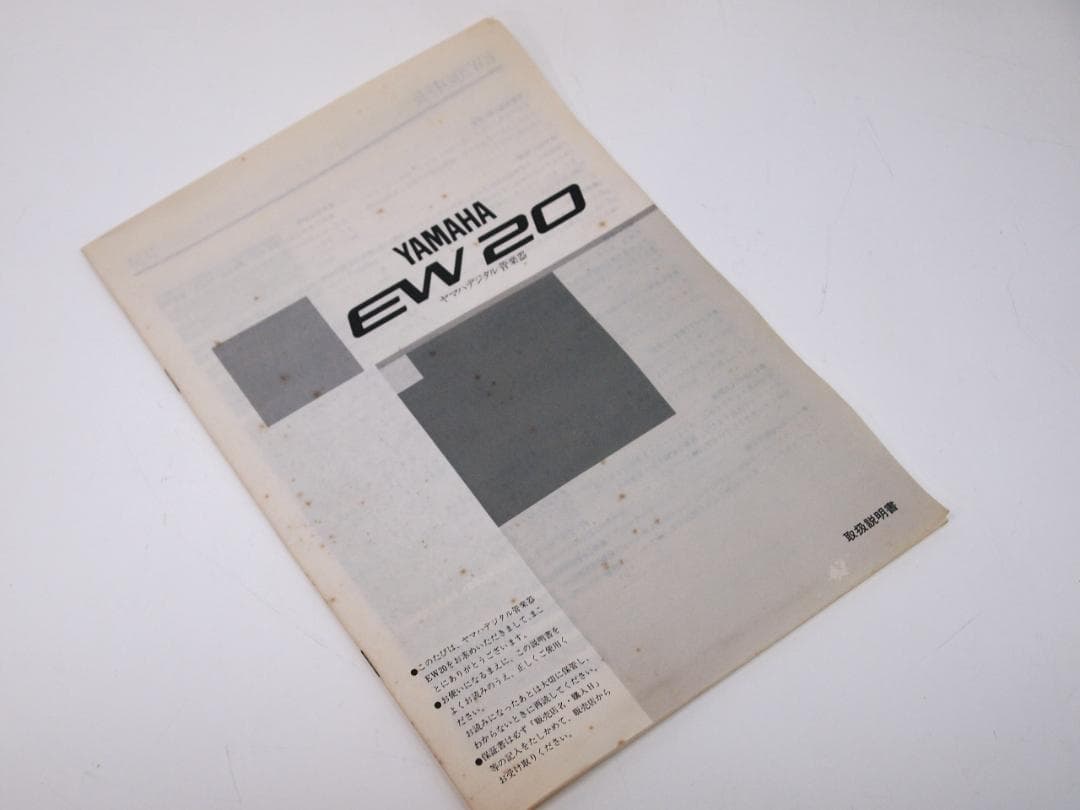 YAMAHA
EW 20
ヤマハデジタル管楽器
取扱説明書
●このたびは、ヤマハデジタル管楽器
EW20をお求めいただきまして、まこ
とにありがとうございます。
●お使いになるまえに、この説明書を
よくお読みのうえ、正しくご使用く
ださい。
お読みになったあとは大切に保管し、
わからないときに再読してください。
●保証書は必ず「販売店名・購入日」
等の記入をたしかめて、販売店から
お受け取りください。